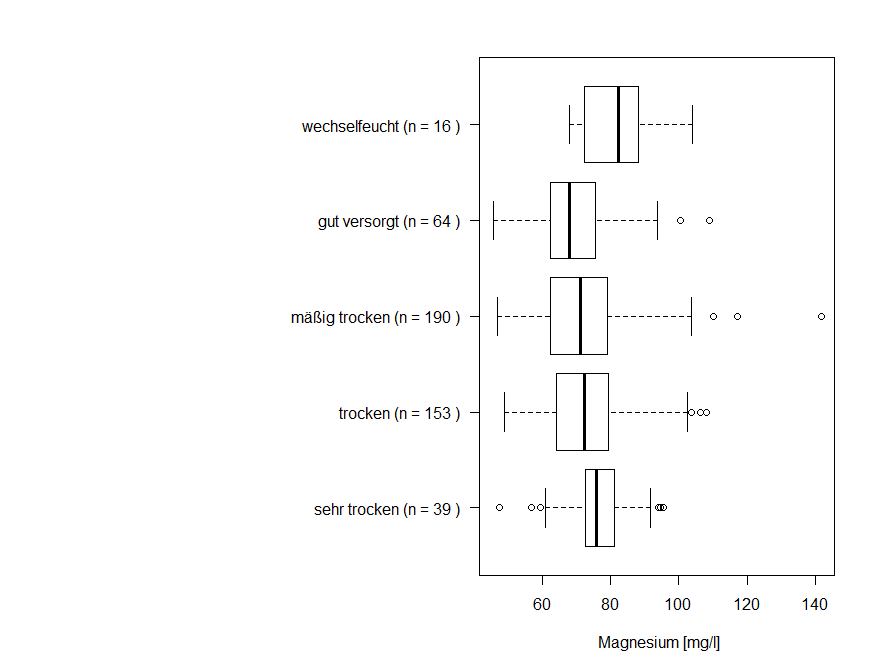 wechselfeucht (n = 16 )
gut versorgt (n = 64 )
mäßig trocken (n = 190 )
trocken (n = 153 )
sehr trocken (n = 39 )
60 80 100 120 140
Magnesium [mg/l]